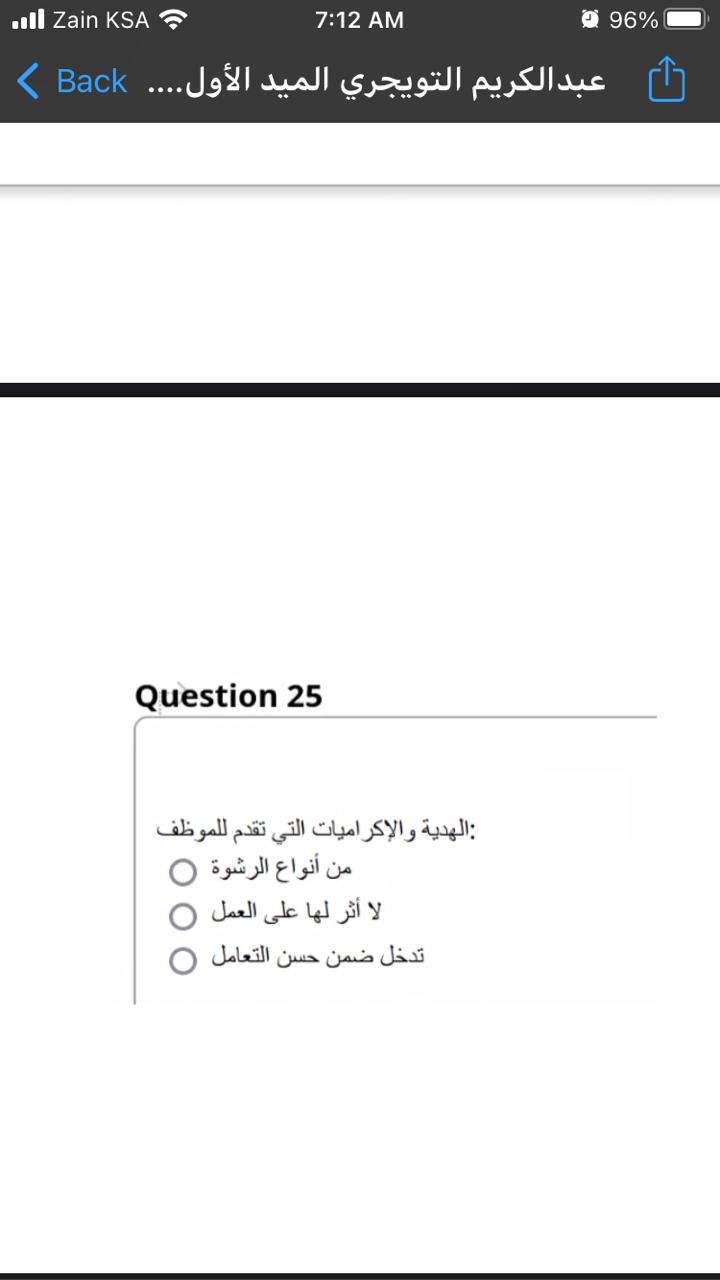 Zain KSA 7:12 AM 96%
Back عبدالكريم التويجري الميد الأول....
Question 25
الهدية والإكراميات التي تقدم للموظف:
من أنواع الرشوة
لا أثر لها على العمل
تدخل ضمن حسن التعامل